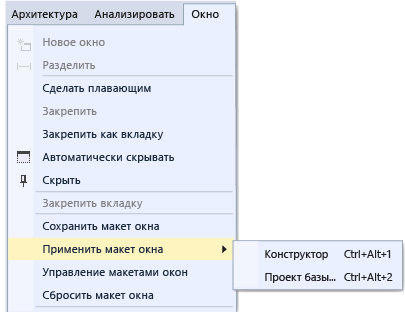 Архитектура Анализировать Окно
Новое окно
Разделить
Сделать плавающим
Закрепить
Закрепить как вкладку
Автоматически скрывать
Скрыть
Закрепить вкладку
Сохранить макет окна
Применить макет окна
Конструктор Ctrl+Alt+1
Проект базы... Ctrl+Alt+2
Управление макетами окон
Сбросить макет окна